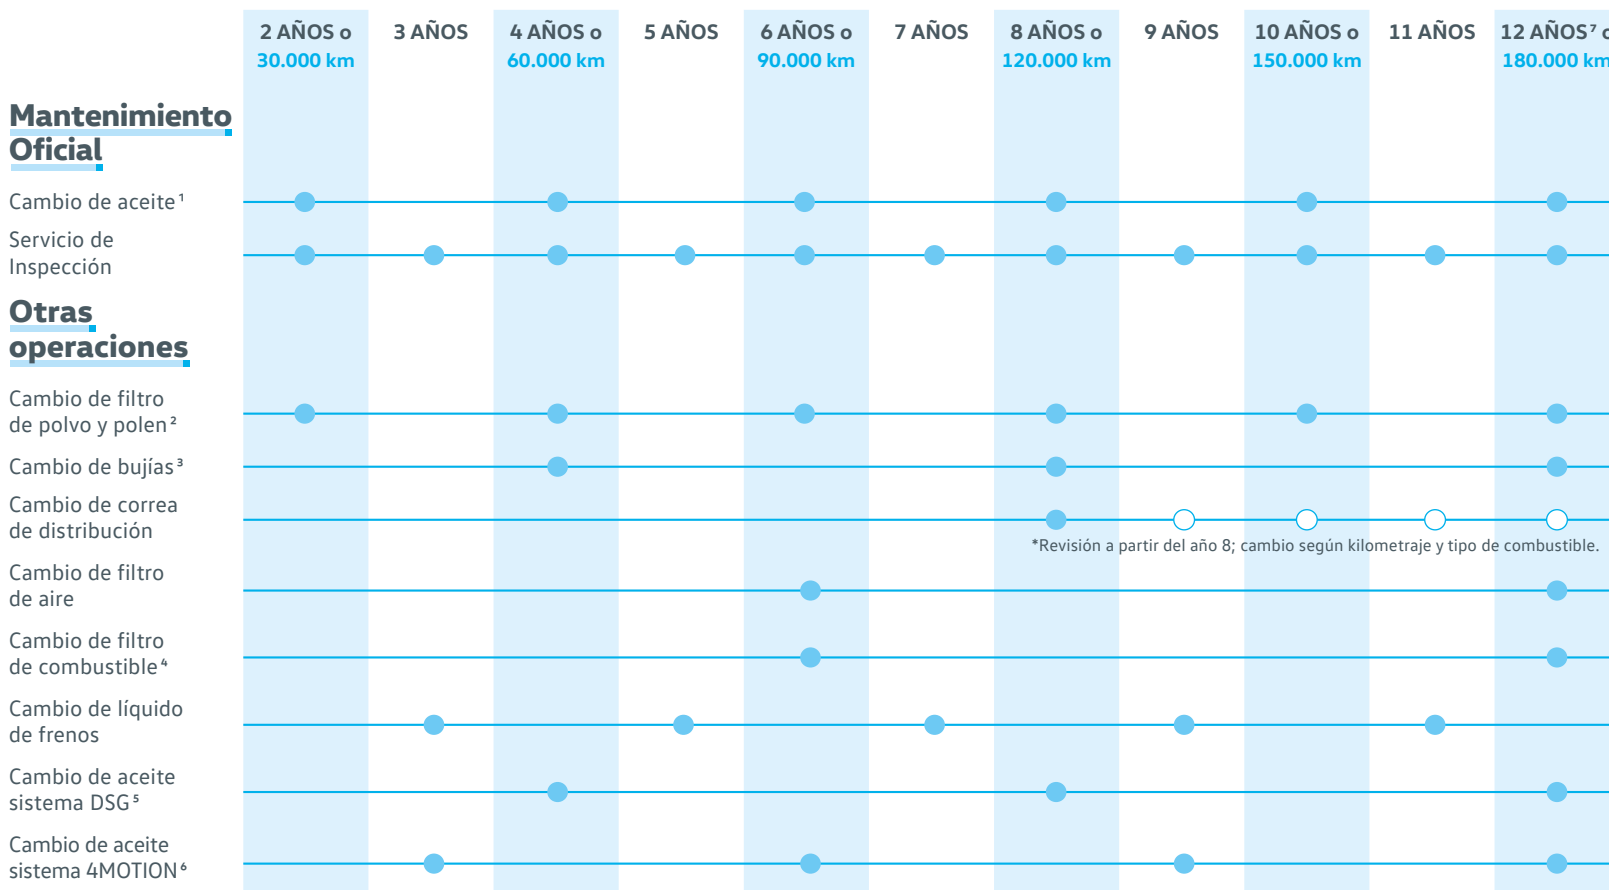 2 AÑOS o 3 AÑOS 4 AÑOS o 5 AÑOS 6 AÑOS o 7 AÑOS 8 AÑOS o 9 AÑOS 10 AÑOS o 11 AÑOS 12 AÑOS⁷ o
30.000 km 60.000 km 90.000 km 120.000 km 150.000 km 180.000 km
Mantenimiento
Oficial
Cambio de aceite¹
Servicio de
Inspección
Otras
operaciones
Cambio de filtro
de polvo y polen²
Cambio de bujías³
Cambio de correa
de distribución
*Revisión a partir del año 8; cambio según kilometraje y tipo de combustible.
Cambio de filtro
de aire
Cambio de filtro
de combustible⁴
Cambio de líquido
de frenos
Cambio de aceite
sistema DSG⁵
Cambio de aceite
sistema 4MOTION⁶